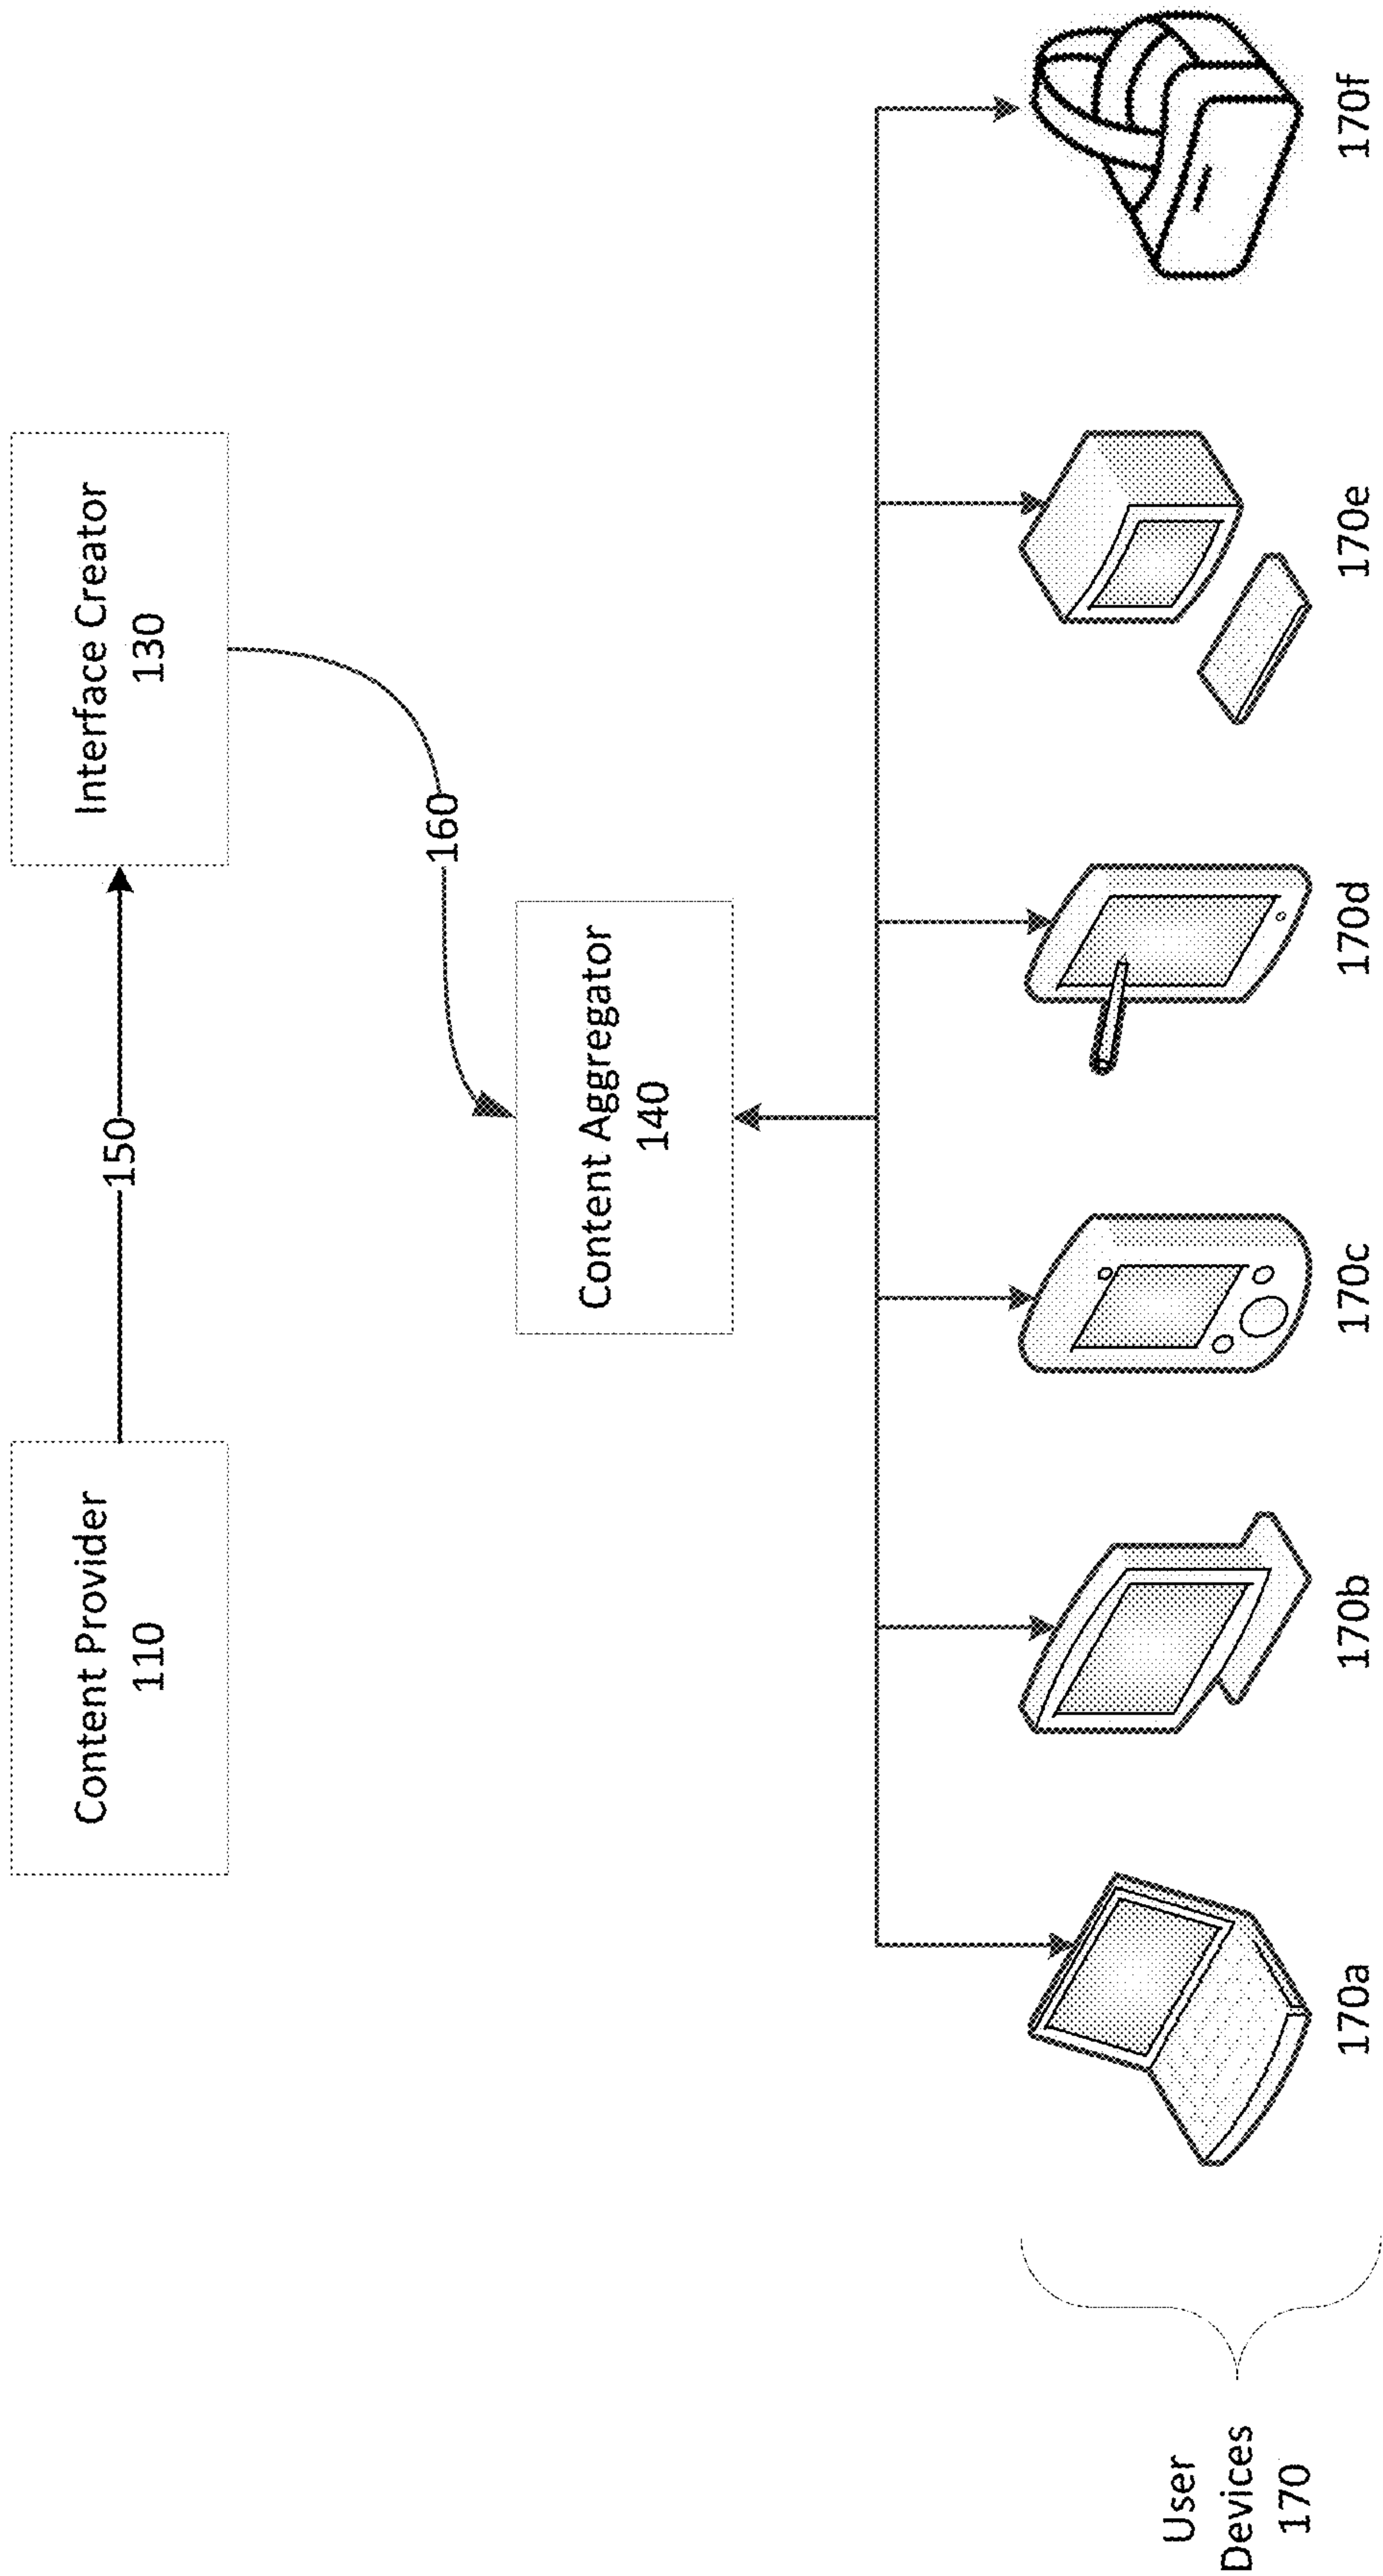 Content Provider
110
150
Interface Creator
130
160
Content Aggregator
140
User
Devices
170
170a
170b
170c
170d
170e
170f